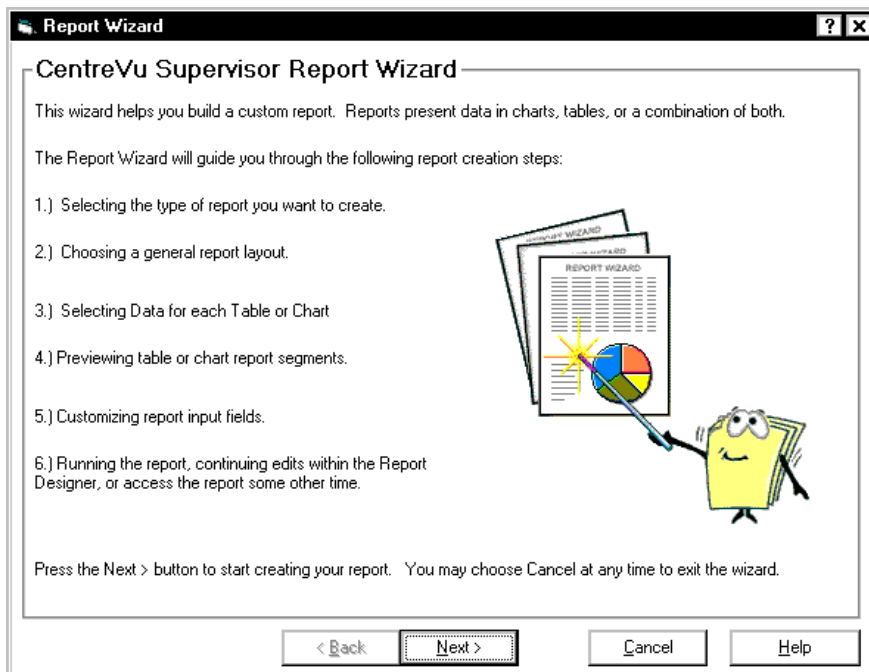 Report Wizard
CentreVu Supervisor Report Wizard
This wizard helps you build a custom report. Reports present data in charts, tables, or a combination of both.
The Report Wizard will guide you through the following report creation steps:
1.) Selecting the type of report you want to create.
2.) Choosing a general report layout.
3.) Selecting Data for each Table or Chart
4.) Previewing table or chart report segments.
5.) Customizing report input fields.
6.) Running the report, continuing edits within the Report
Designer, or access the report some other time.
REPORT WIZARD
REPORT WIZARD
Press the Next > button to start creating your report. You may choose Cancel at any time to exit the wizard.
< Back
Next >
Cancel
Help